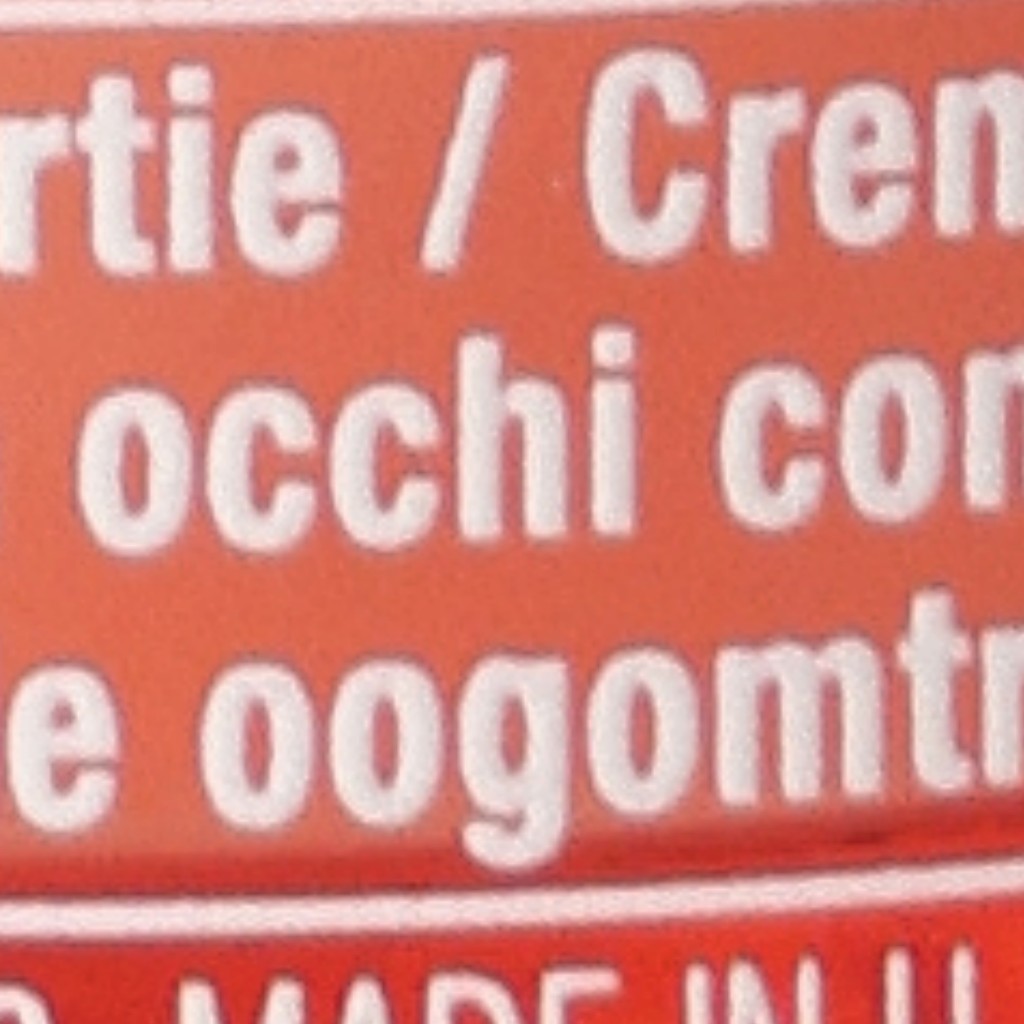 rtie / Crem
occhi con
e oogomtr
MADE IN U